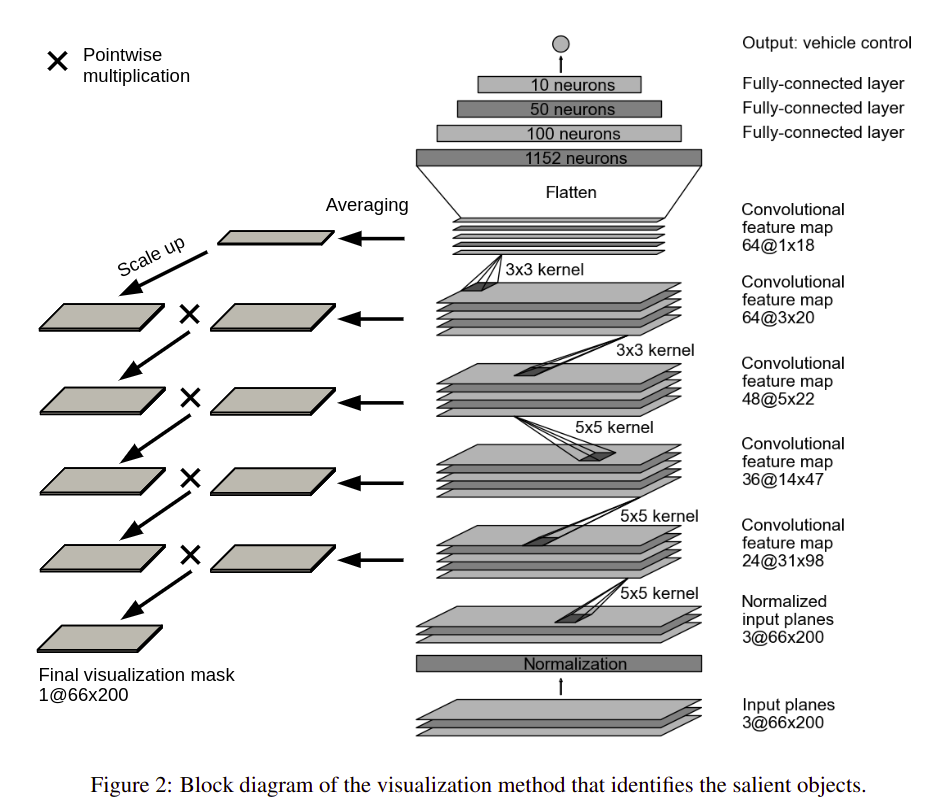 Pointwise
multiplication
Output: vehicle control
10 neurons
Fully-connected layer
50 neurons
Fully-connected layer
100 neurons
Fully-connected layer
1152 neurons
Flatten
Averaging
Convolutional
feature map
64@1x18
Scale up
3x3 kernel
Convolutional
feature map
64@3x20
3x3 kernel
Convolutional
feature map
48@5x22
5x5 kernel
Convolutional
feature map
36@14x47
5x5 kernel
Convolutional
feature map
24@31x98
5x5 kernel
Normalized
input planes
3@66x200
Final visualization mask
1@66x200
Normalization
Input planes
3@66x200
Figure 2: Block diagram of the visualization method that identifies the salient objects.